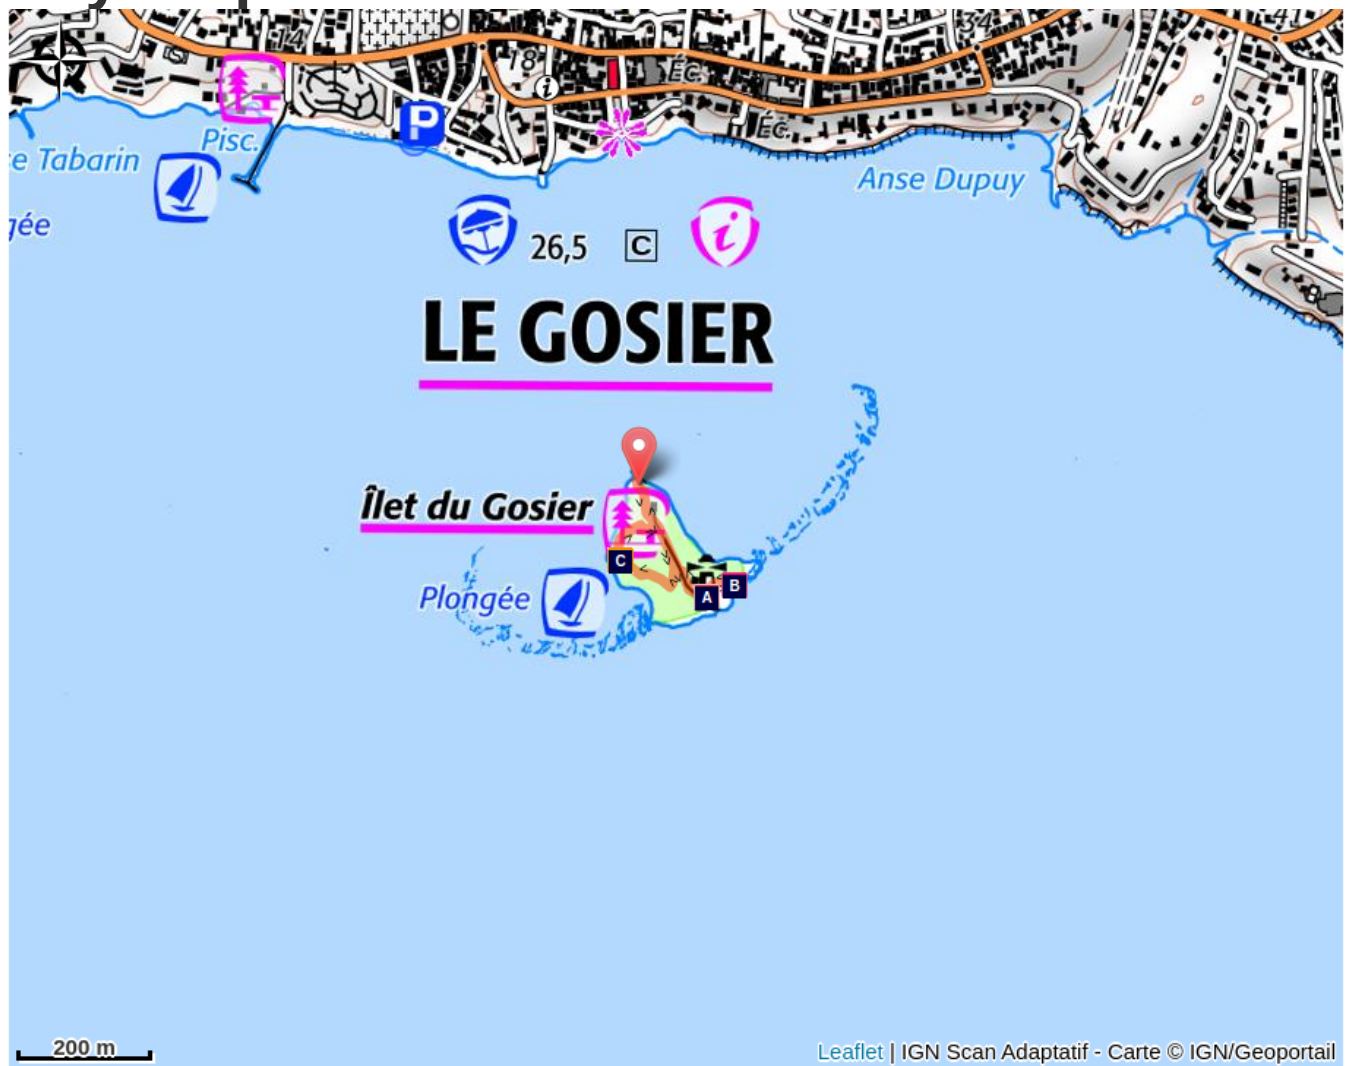 14
18
34
41
i
ÉC.
P
ÉC.
Pisc.
e Tabarin
Anse Dupuy
gée
26,5
C
i
LE GOSIER
Îlet du Gosier
C
Plongée
B
A
200 m
Leaflet | IGN Scan Adaptatif - Carte © IGN/Geoportail